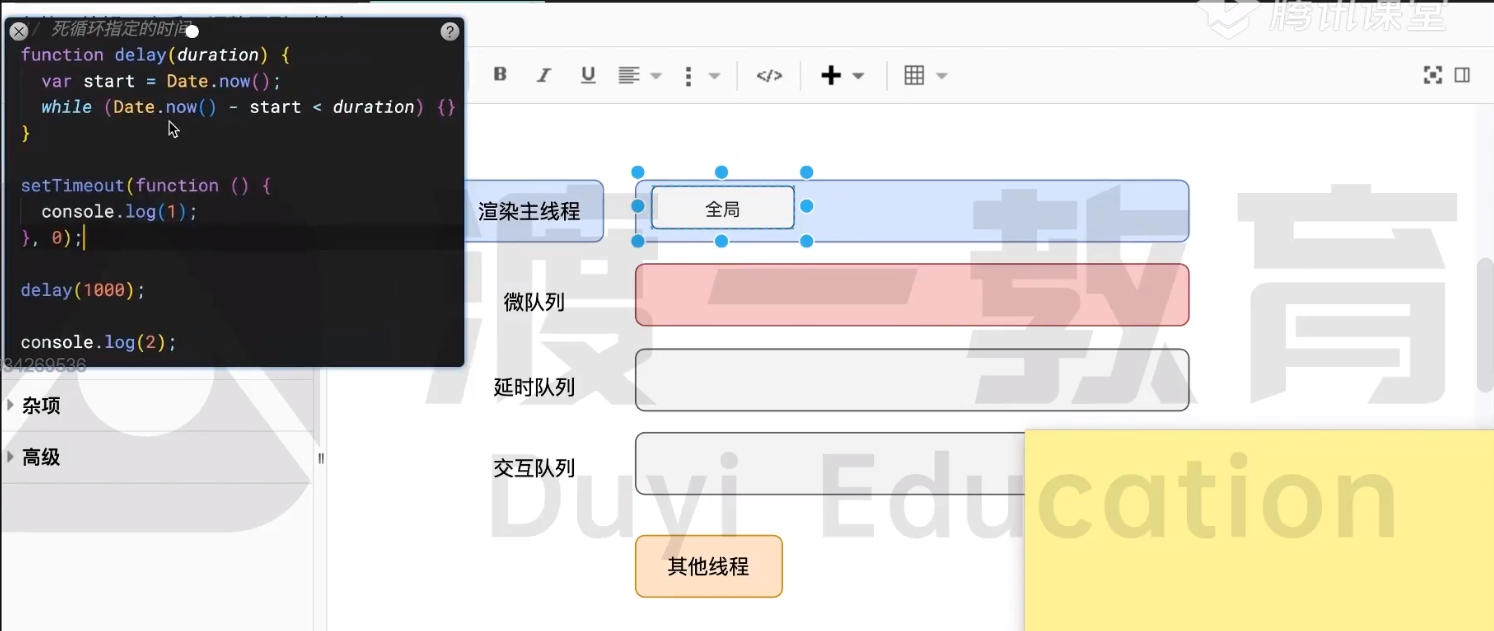 // 死循环指定的时间
function delay(duration) {
var start = Date.now();
while (Date.now() - start < duration) {}
}
setTimeout(function () {
console.log(1);
}, 0);
delay(1000);
console.log(2);
腾讯课堂
B I U
</>
渲染主线程
全局
微队列
延时队列
交互队列
其他线程
杂项
高级
84269536
渡一教育
Duyi Education